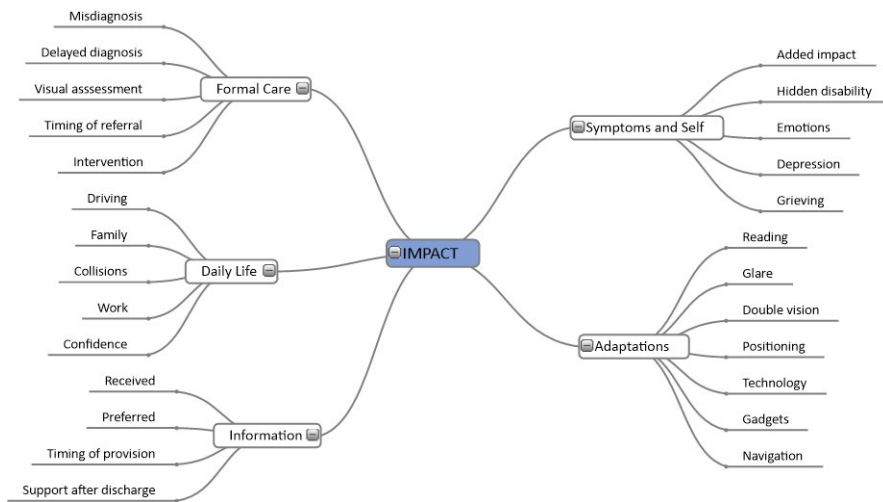 Misdiagnosis
Delayed diagnosis
Visual asssessment
Timing of referral
Intervention
Formal Care
Driving
Family
Collisions
Work
Confidence
Daily Life
Received
Preferred
Timing of provision
Support after discharge
Information
IMPACT
Symptoms and Self
Added impact
Hidden disability
Emotions
Depression
Grieving
Adaptations
Reading
Glare
Double vision
Positioning
Technology
Gadgets
Navigation